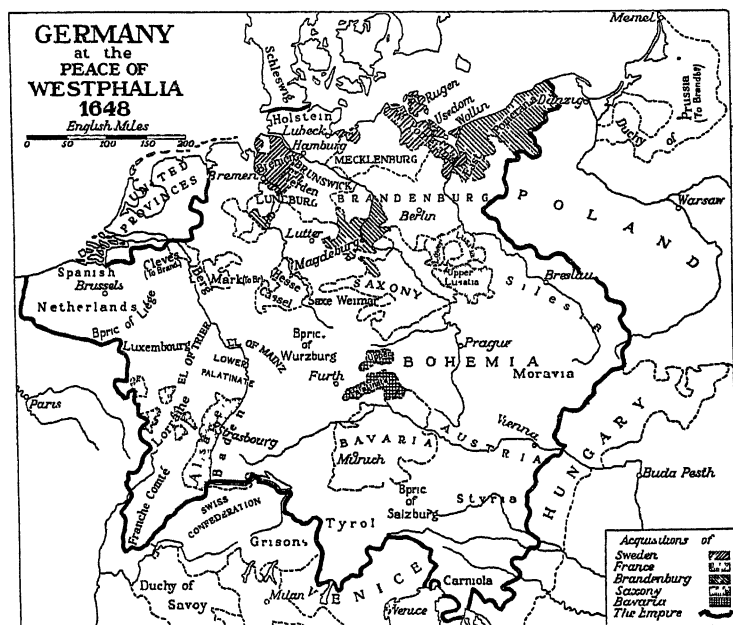 GERMANY
at the
PEACE OF
WESTPHALIA
1648
English Miles
0 50 100 150 200
Memel
Schleswig
Rugen
Usedom
Wollin
Danzig
Duchy of Prussia
(To Brandbg)
Holstein
Lubeck
Hamburg
MECKLENBURG
Bremen
BRUNSWICK
LUNEBURG
UNITED
PROVINCES
BRANDENBURG
Berlin
POLAND
Warsaw
Lutter
Magdeburg
Cleves
(To Brand)
Berg
Mark
Hesse
Cassel
SAXONY
Saxe Weimar
Upper
Lusatia
Breslau
Silesia
Spanish
Brussels
Netherlands
Bpric of Liége
Luxembourg
EL OF TRIER
EL OF MAINZ
LOWER
PALATINATE
Bpric.
of
Wurzburg
Furth
Prague
BOHEMIA
Moravia
Paris
Lorraine
Alsace
Strasbourg
Baden
BAVARIA
Munich
AUSTRIA
Vienna
HUNGARY
Buda Pesth
Franche Comté
SWISS
CONFEDERATION
Bpric
of
Salzburg
Styria
Tyrol
Grisons
Duchy of
Savoy
Milan
VENICE
Venice
Carniola
Acquisitions of
Sweden
France
Brandenburg
Saxony
Bavaria
The Empire